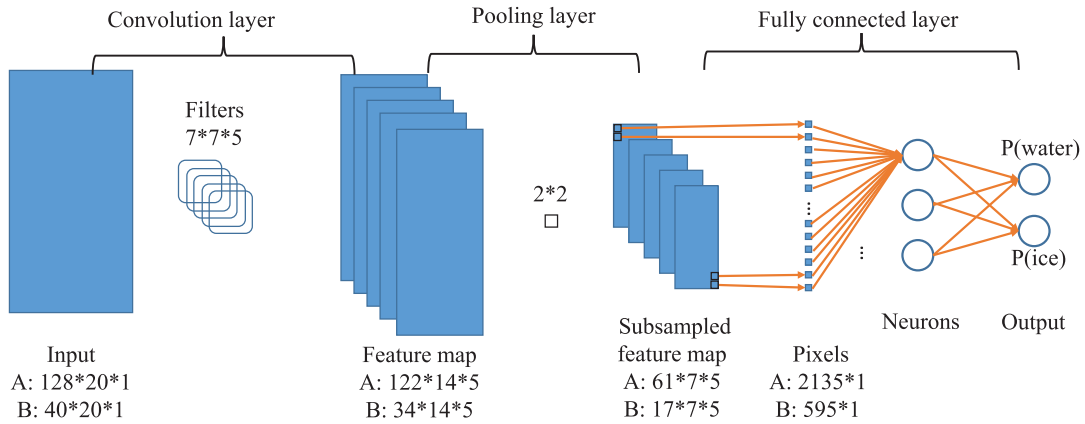 Convolution layer
Pooling layer
Fully connected layer
Filters
7*7*5
2*2
...
...
P(water)
P(ice)
Input
A: 128*20*1
B: 40*20*1
Feature map
A: 122*14*5
B: 34*14*5
Subsampled
feature map
A: 61*7*5
B: 17*7*5
Pixels
A: 2135*1
B: 595*1
Neurons
Output